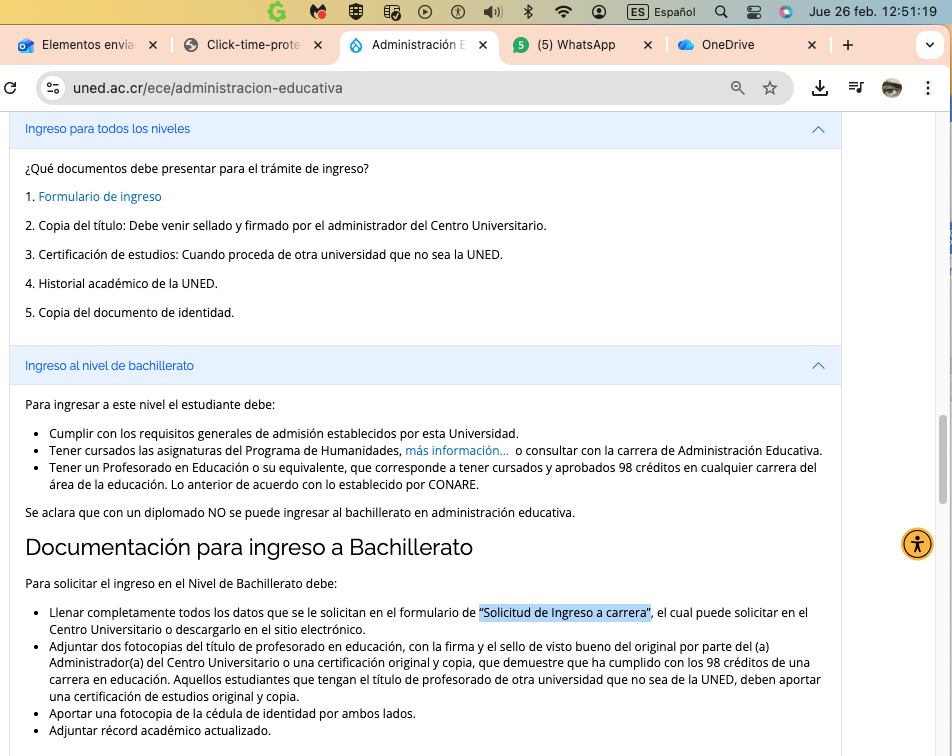 ES Español Jue 26 feb. 12:51:19
Elementos envia
Click-time-prote
Administración E
5 (5) WhatsApp
OneDrive
uned.ac.cr/ece/administracion-educativa
Ingreso para todos los niveles
¿Qué documentos debe presentar para el trámite de ingreso?
1. Formulario de ingreso
2. Copia del título: Debe venir sellado y firmado por el administrador del Centro Universitario.
3. Certificación de estudios: Cuando proceda de otra universidad que no sea la UNED.
4. Historial académico de la UNED.
5. Copia del documento de identidad.
Ingreso al nivel de bachillerato
Para ingresar a este nivel el estudiante debe:
• Cumplir con los requisitos generales de admisión establecidos por esta Universidad.
• Tener cursados las asignaturas del Programa de Humanidades, más información... o consultar con la carrera de Administración Educativa.
• Tener un Profesorado en Educación o su equivalente, que corresponde a tener cursados y aprobados 98 créditos en cualquier carrera del
área de la educación. Lo anterior de acuerdo con lo establecido por CONARE.
Se aclara que con un diplomado NO se puede ingresar al bachillerato en administración educativa.
Documentación para ingreso a Bachillerato
Para solicitar el ingreso en el Nivel de Bachillerato debe:
• Llenar completamente todos los datos que se le solicitan en el formulario de “Solicitud de Ingreso a carrera”, el cual puede solicitar en el
Centro Universitario o descargarlo en el sitio electrónico.
• Adjuntar dos fotocopias del título de profesorado en educación, con la firma y el sello de visto bueno del original por parte del (a)
Administrador(a) del Centro Universitario o una certificación original y copia, que demuestre que ha cumplido con los 98 créditos de una
carrera en educación. Aquellos estudiantes que tengan el título de profesorado de otra universidad que no sea de la UNED, deben aportar
una certificación de estudios original y copia.
• Aportar una fotocopia de la cédula de identidad por ambos lados.
• Adjuntar récord académico actualizado.